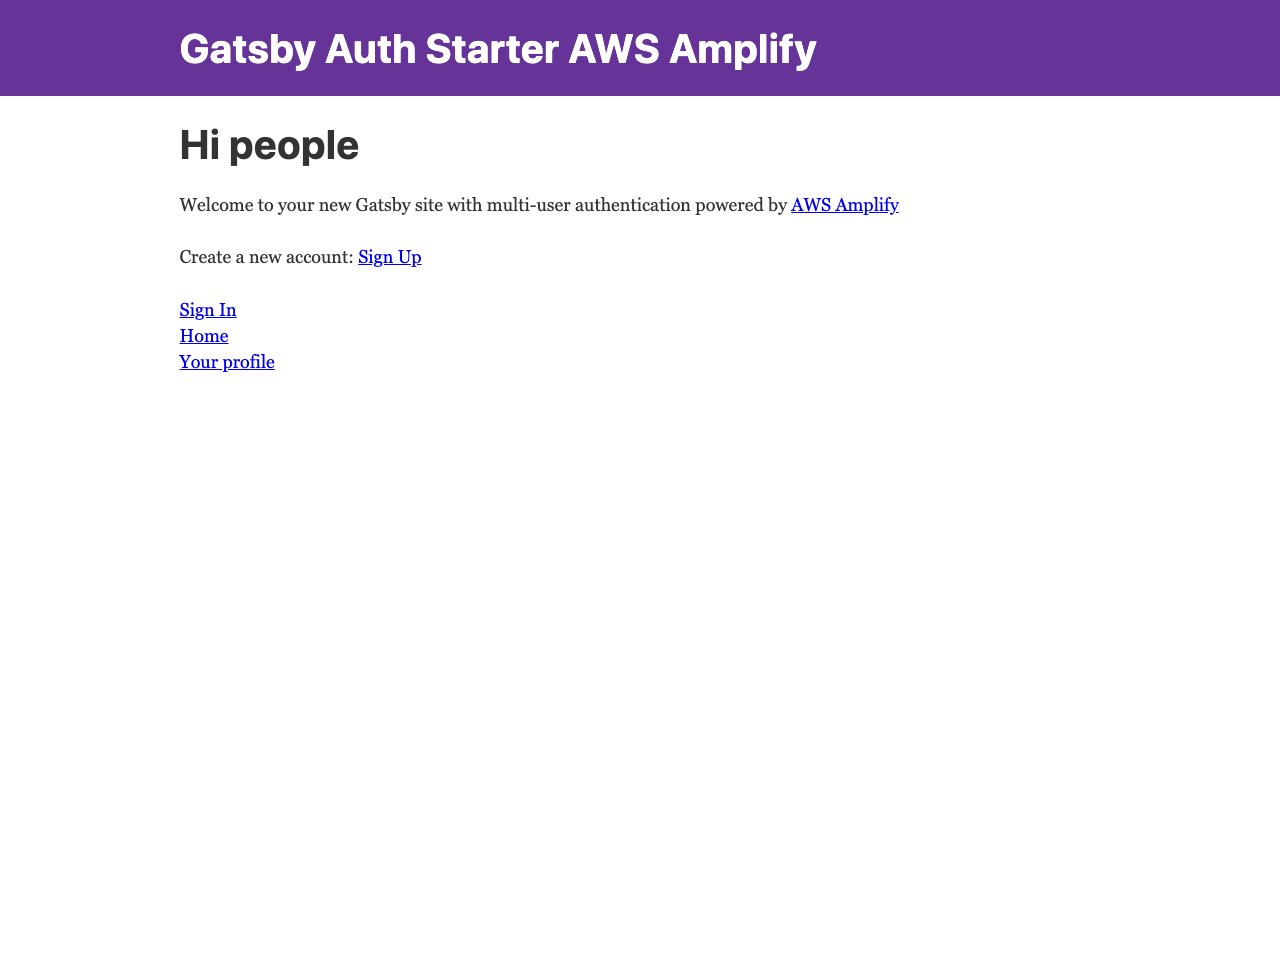 Gatsby Auth Starter AWS Amplify
Hi people
Welcome to your new Gatsby site with multi-user authentication powered by AWS Amplify
Create a new account: Sign Up
Sign In
Home
Your profile